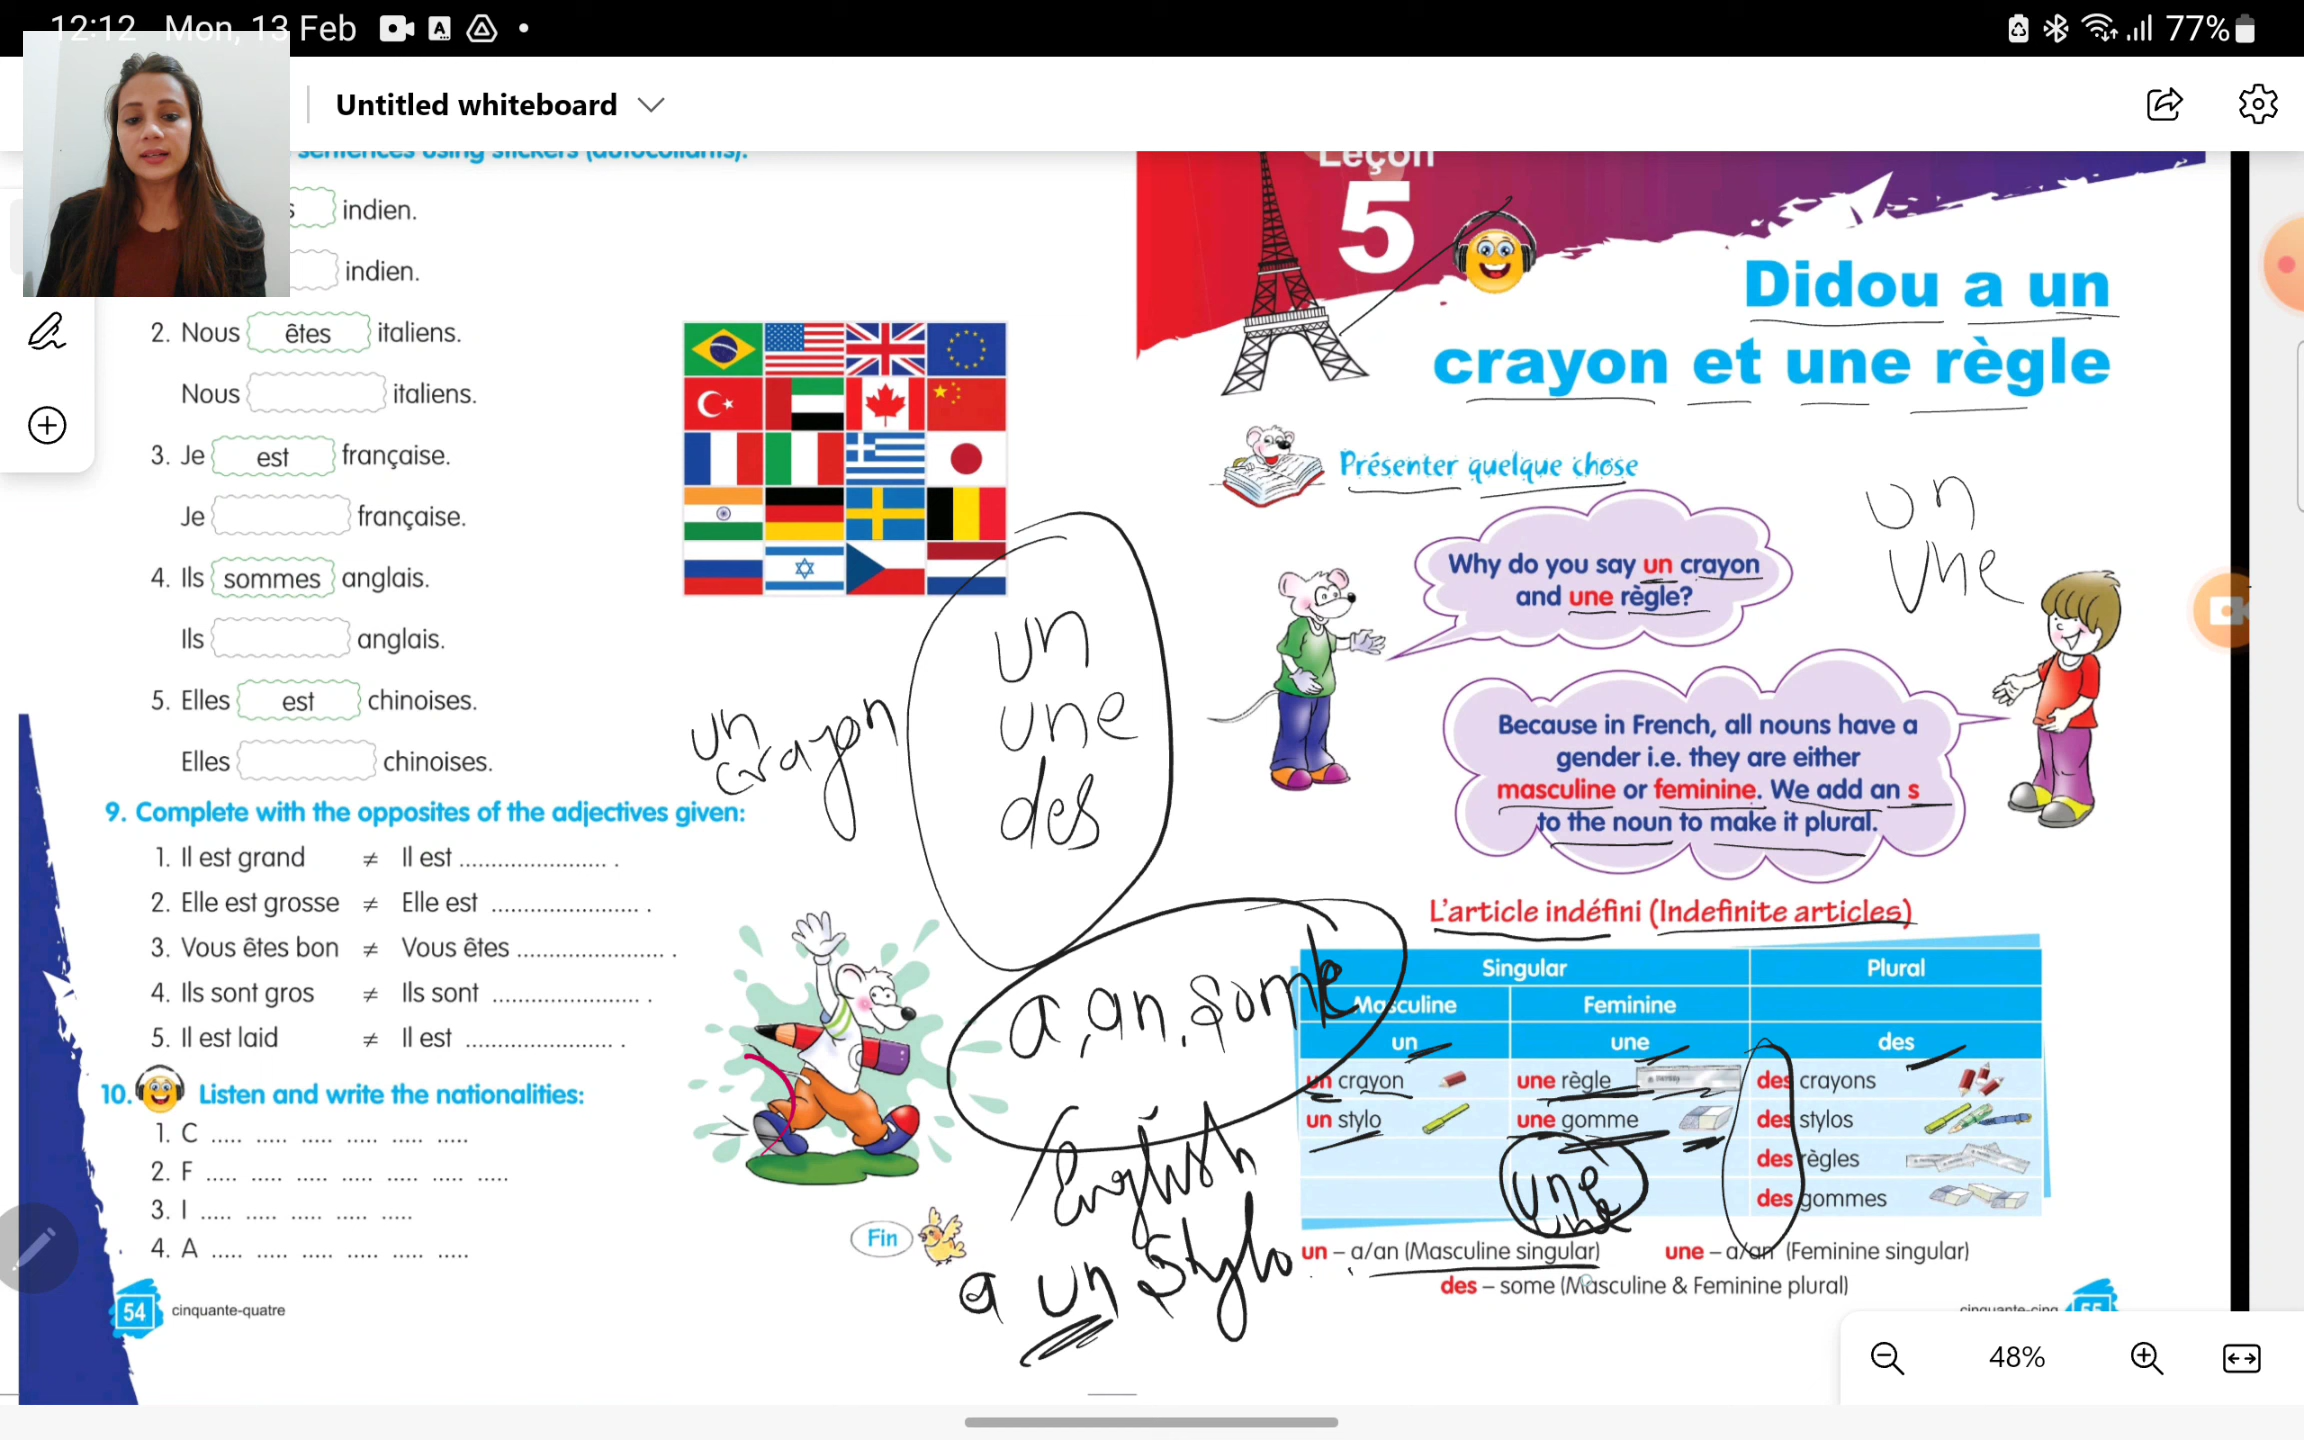 12:12 Mon, 13 Feb
77%
Untitled whiteboard
sentences using stickers (autocollants):
s indien.
indien.
2. Nous êtes italiens.
Nous italiens.
3. Je est française.
Je française.
4. Ils sommes anglais.
Ils anglais.
5. Elles est chinoises.
Elles chinoises.
9. Complete with the opposites of the adjectives given:
1. Il est grand ≠ Il est ....................... .
2. Elle est grosse ≠ Elle est ....................... .
3. Vous êtes bon ≠ Vous êtes ....................... .
4. Ils sont gros ≠ Ils sont ....................... .
5. Il est laid ≠ Il est ....................... .
10. Listen and write the nationalities:
1. C ..... ..... ..... ..... ..... .....
2. F ..... ..... ..... ..... ..... ..... .....
3. I ..... ..... ..... ..... .....
4. A ..... ..... ..... ..... ..... .....
54 cinquante-quatre
Fin
un
crayon
un
une
des
a, an, some
English
a un stylo
Leçon
5
Didou a un
crayon et une règle
Présenter quelque chose
un
une
Why do you say un crayon
and une règle?
Because in French, all nouns have a
gender i.e. they are either
masculine or feminine. We add an s
to the noun to make it plural.
L'article indéfini (Indefinite articles)
Singular Plural
Masculine Feminine
un une des
un crayon une règle des crayons
un stylo une gomme des stylos
des règles
des gommes
une
une
un – a/an (Masculine singular) une – a/an (Feminine singular)
des – some (Masculine & Feminine plural)
cinquante-cinq 55
48%